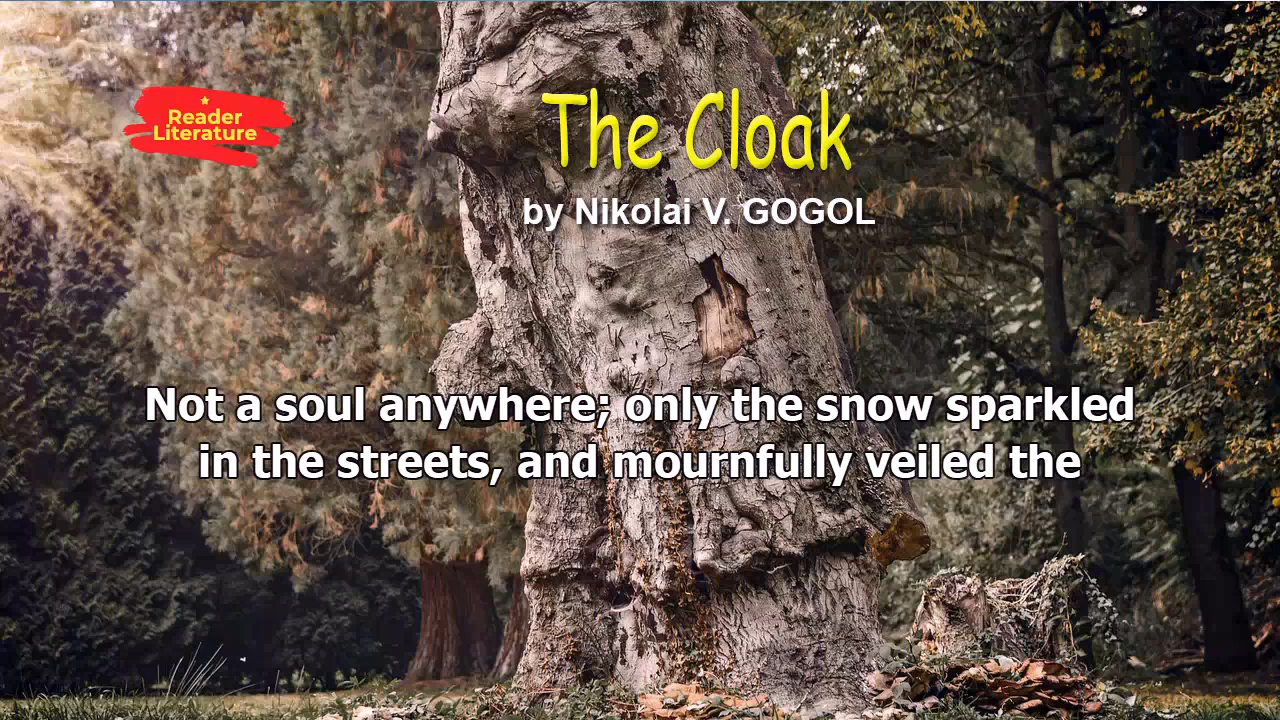 Reader
Literature
The Cloak
by Nikolai V. GOGOL
Not a soul anywhere; only the snow sparkled
in the streets, and mournfully veiled the